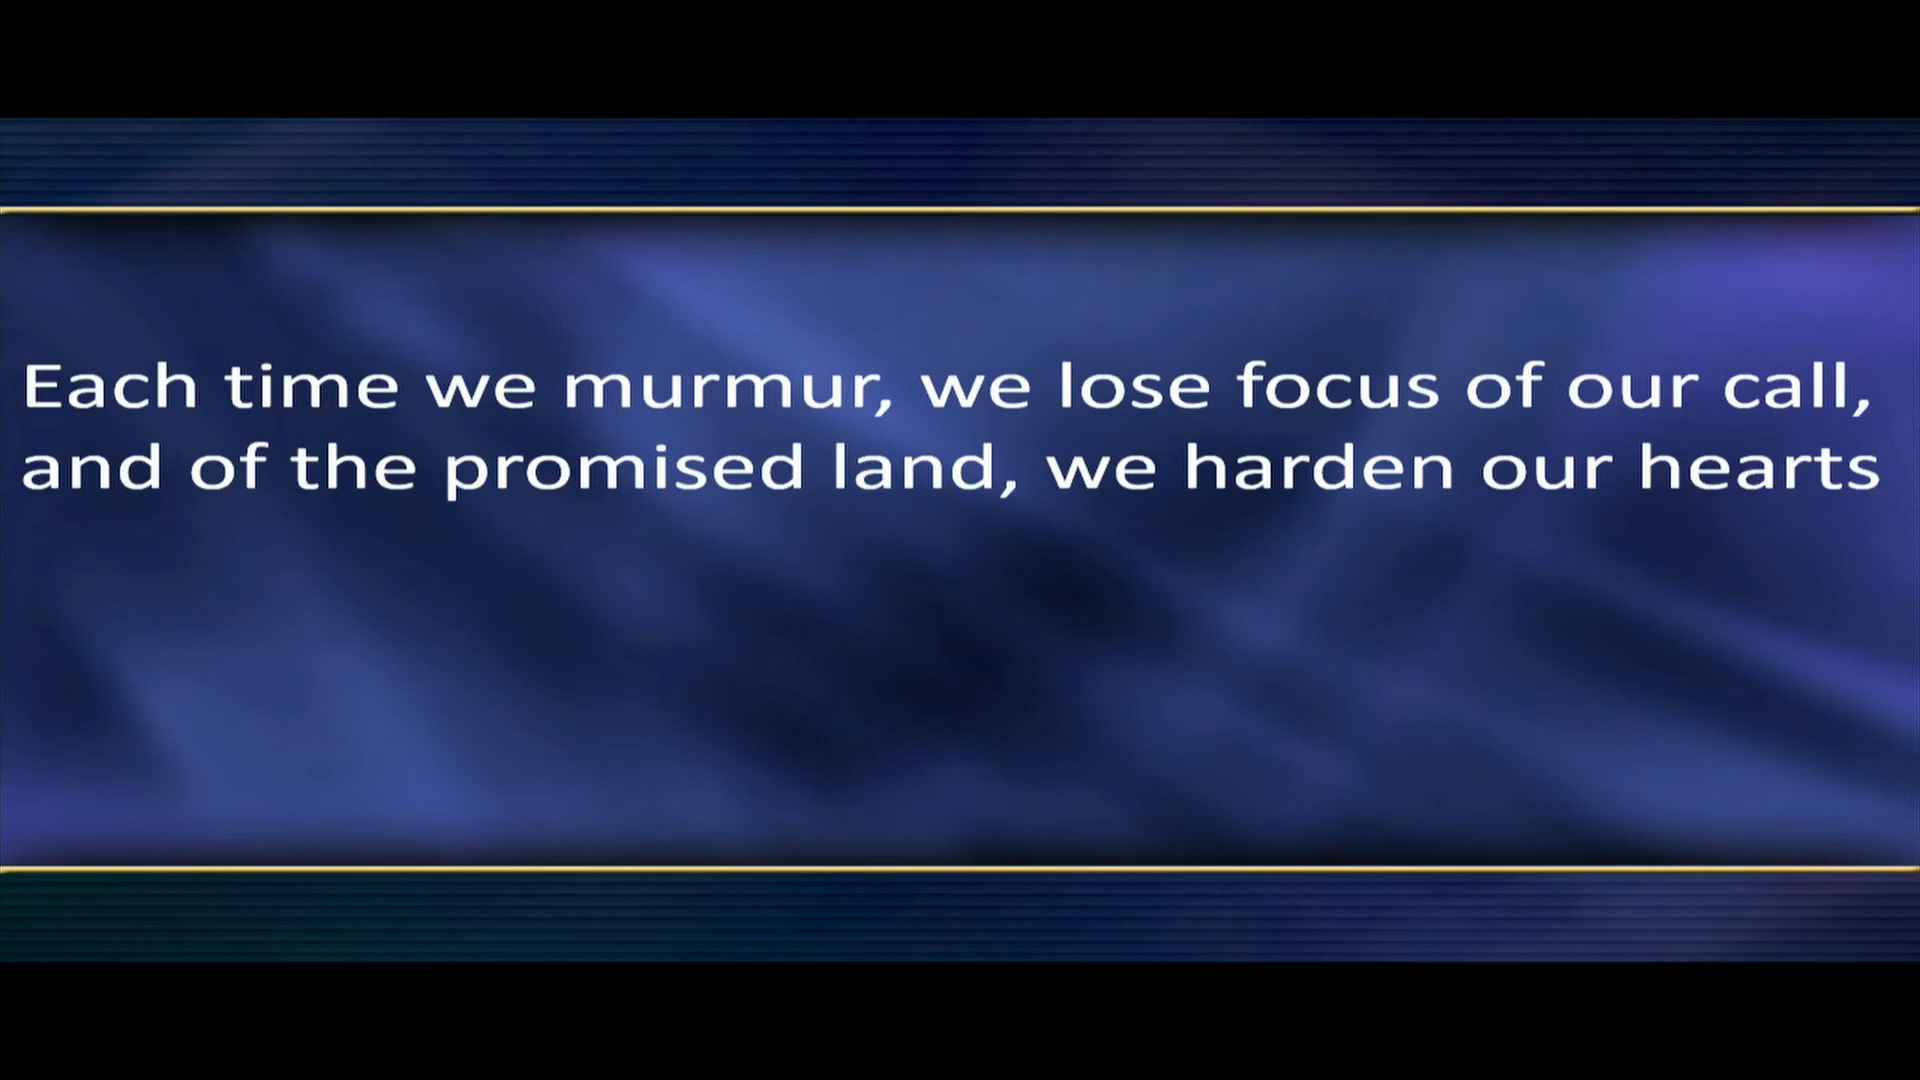 Each time we murmur, we lose focus of our call,
and of the promised land, we harden our hearts